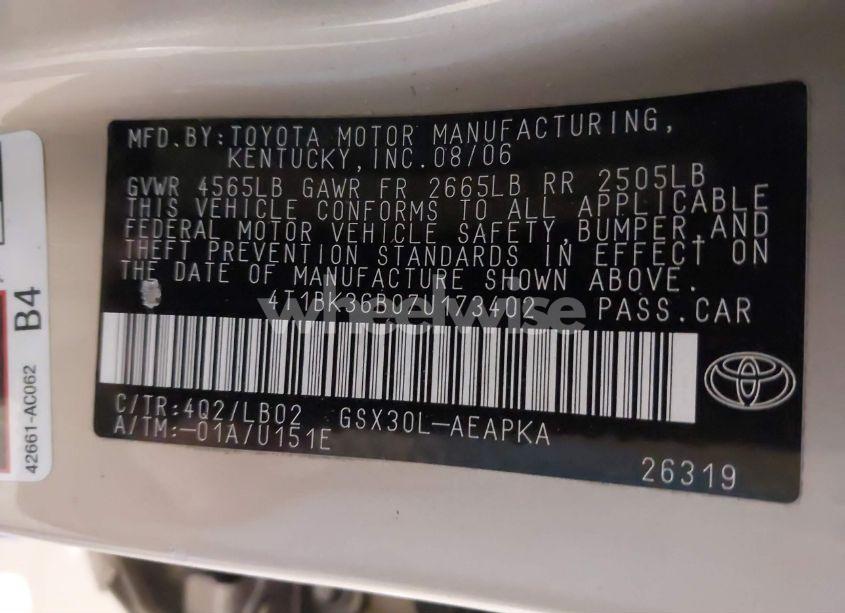 MFD.BY:TOYOTA MOTOR MANUFACTURING,
KENTUCKY,INC.08/06
GVWR 4565LB GAWR FR 2665LB RR 2505LB
THIS VEHICLE CONFORMS TO ALL APPLICABLE
FEDERAL MOTOR VEHICLE SAFETY,BUMPER,AND
THEFT PREVENTION STANDARDS IN EFFECT ON
THE DATE OF MANUFACTURE SHOWN ABOVE.
PASS.CAR
wheelwise
C/TR:4Q2/LB02 GSX30L-AEAPKA
A/TM:-01A/U151E
26319
B4
42661-AC062